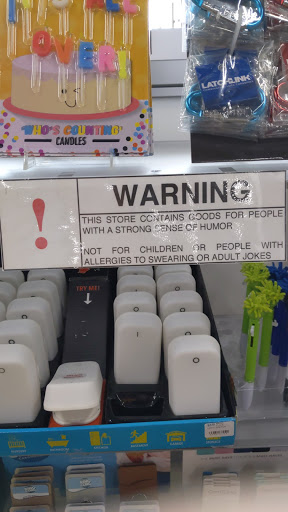 OVER!
"WHO'S COUNTING"
CANDLES
LATCHLINK
WARNING
!
THIS STORE CONTAINS GOODS FOR PEOPLE
WITH A STRONG SENSE OF HUMOR
NOT FOR CHILDREN OR PEOPLE WITH
ALLERGIES TO SWEARING OR ADULT JOKES
TRY ME!